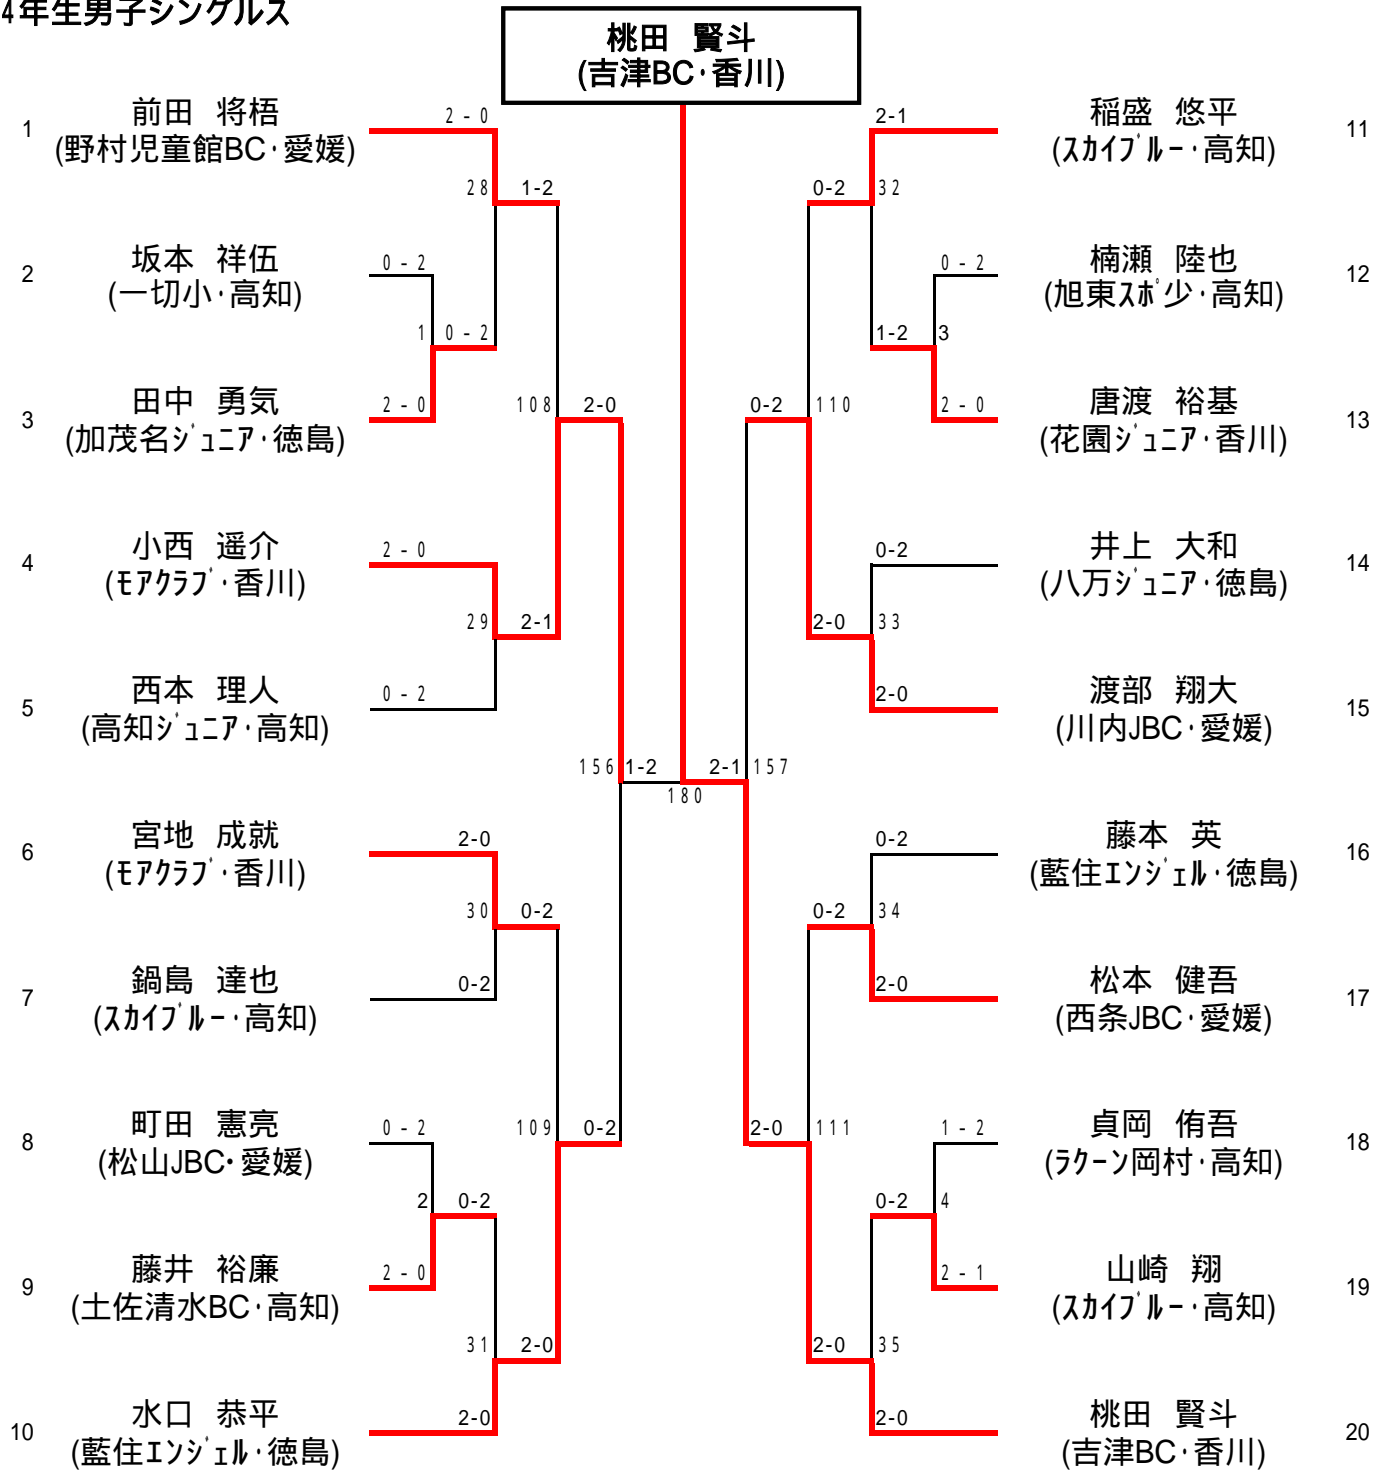 4年生男子シングルス
桃田 賢斗
(吉津BC・香川)
1
前田 将梧
(野村児童館BC・愛媛)
2 - 0
28
1-2
2
坂本 祥伍
(一切小・高知)
0 - 2
1
0 - 2
3
田中 勇気
(加茂名ジュニア・徳島)
2 - 0
108
2-0
4
小西 遥介
(モアクラブ・香川)
2 - 0
29
2-1
5
西本 理人
(高知ジュニア・高知)
0 - 2
156
1-2
180
2-1
157
6
宮地 成就
(モアクラブ・香川)
2-0
30
0-2
7
鍋島 達也
(スカイブルー・高知)
0-2
8
町田 憲亮
(松山JBC・愛媛)
0 - 2
109
0-2
2
0-2
9
藤井 裕廉
(土佐清水BC・高知)
2 - 0
31
2-0
10
水口 恭平
(藍住エンジェル・徳島)
2-0
2-1
稲盛 悠平
(スカイブルー・高知)
11
0-2
32
0 - 2
楠瀬 陸也
(旭東スポ少・高知)
12
1-2
3
0-2
110
2 - 0
唐渡 裕基
(花園ジュニア・香川)
13
0-2
井上 大和
(八万ジュニア・徳島)
14
2-0
33
2-0
渡部 翔大
(川内JBC・愛媛)
15
0-2
藤本 英
(藍住エンジェル・徳島)
16
0-2
34
2-0
松本 健吾
(西条JBC・愛媛)
17
2-0
111
1 - 2
貞岡 侑吾
(ラクーン岡村・高知)
18
0-2
4
2 - 1
山崎 翔
(スカイブルー・高知)
19
2-0
35
2-0
桃田 賢斗
(吉津BC・香川)
20